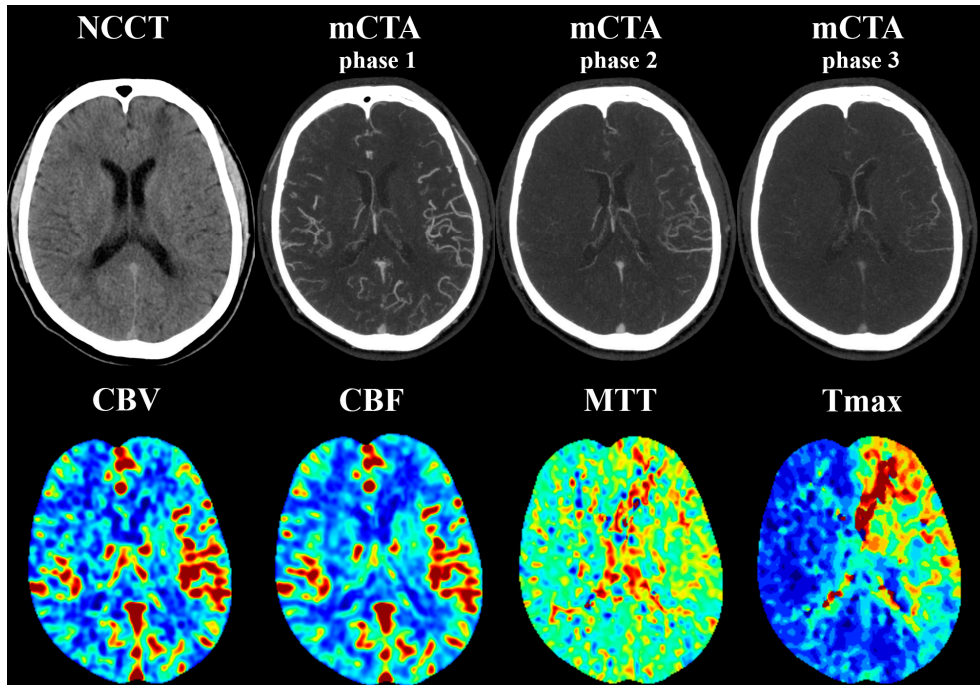 NCCT
mCTA
phase 1
mCTA
phase 2
mCTA
phase 3
CBV
CBF
MTT
Tmax